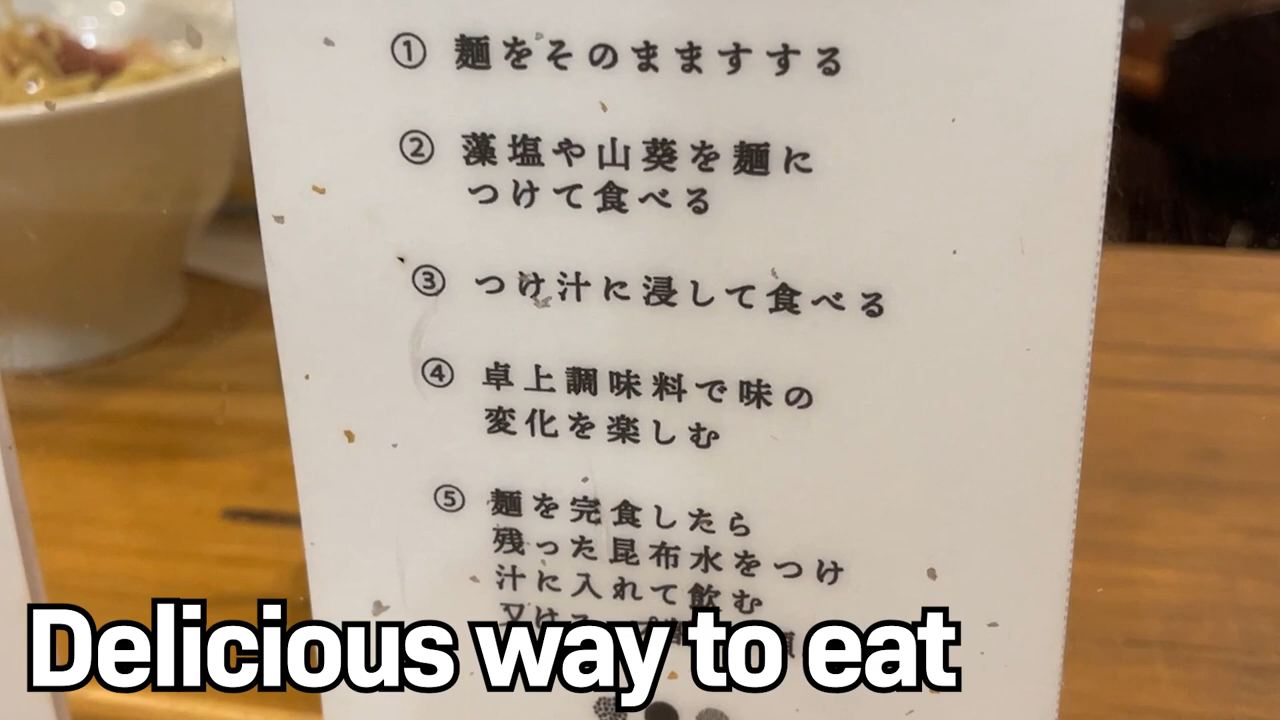 ① 麺をそのまますする
② 藻塩や山葵を麺に
つけて食べる
③ つけ汁に浸して食べる
④ 卓上調味料で味の
変化を楽しむ
⑤ 麺を完食したら
残った昆布水をつけ
汁に入れて飲む
Delicious way to eat